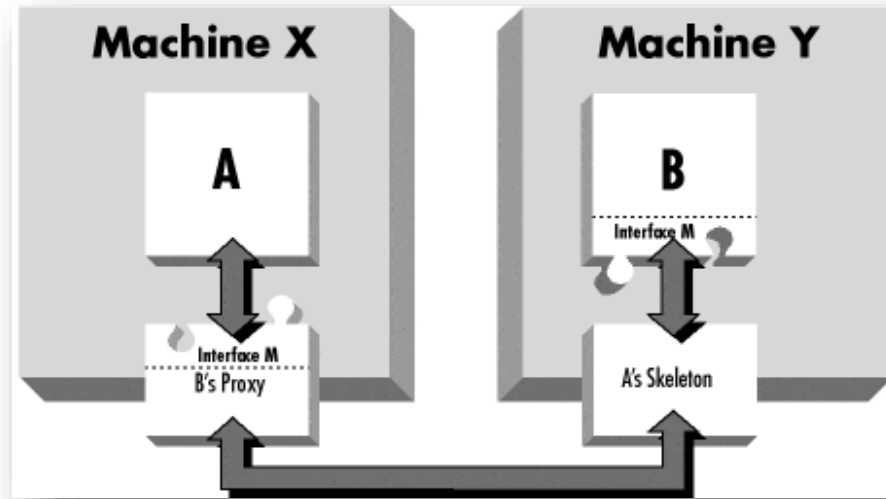 Machine X
Machine Y
A
B
Interface M
Interface M
B's Proxy
A's Skeleton